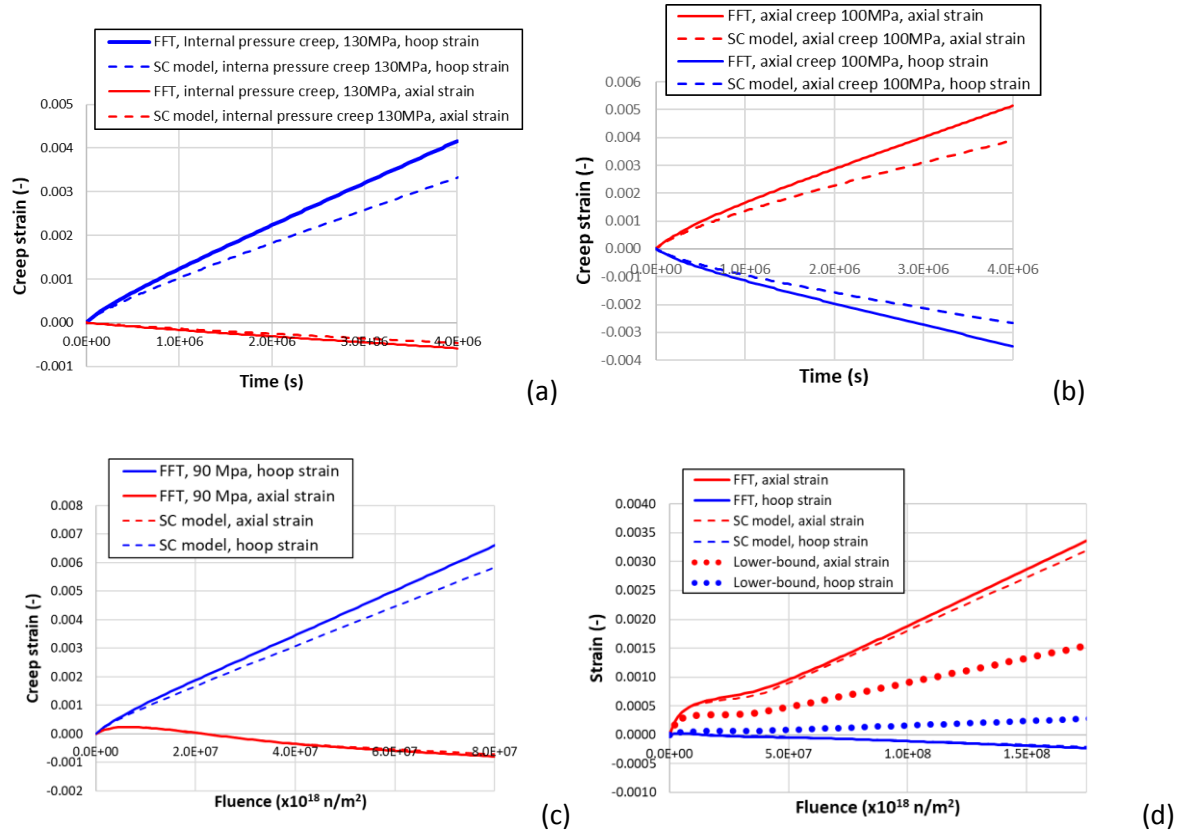 FFT, Internal pressure creep, 130MPa, hoop strain
SC model, interna pressure creep 130MPa, hoop strain
FFT, internal pressure creep, 130MPa, axial strain
SC model, internal pressure creep 130MPa, axial strain
0.005
0.004
0.003
0.002
0.001
0.000
-0.001
Creep strain (-)
0.0E+00
1.0E+06
2.0E+06
3.0E+06
4.0E+06
Time (s)
(a)
FFT, axial creep 100MPa, axial strain
SC model, axial creep 100MPa, axial strain
FFT, axial creep 100MPa, hoop strain
SC model, axial creep 100MPa, hoop strain
0.006
0.005
0.004
0.003
0.002
0.001
0.000
-0.001
-0.002
-0.003
-0.004
Creep strain (-)
0.0E+00
1.0E+06
2.0E+06
3.0E+06
4.0E+06
Time (s)
(b)
FFT, 90 Mpa, hoop strain
FFT, 90 Mpa, axial strain
SC model, axial strain
SC model, hoop strain
0.008
0.007
0.006
0.005
0.004
0.003
0.002
0.001
0.000
-0.001
-0.002
Creep strain (-)
0.0E+00
2.0E+07
4.0E+07
6.0E+07
8.0E+07
Fluence (x10¹⁸ n/m²)
(c)
FFT, axial strain
FFT, hoop strain
SC model, axial strain
SC model, hoop strain
Lower-bound, axial strain
Lower-bound, hoop strain
0.0040
0.0035
0.0030
0.0025
0.0020
0.0015
0.0010
0.0005
0.0000
-0.0005
-0.0010
Strain (-)
0.0E+00
5.0E+07
1.0E+08
1.5E+08
Fluence (x10¹⁸ n/m²)
(d)